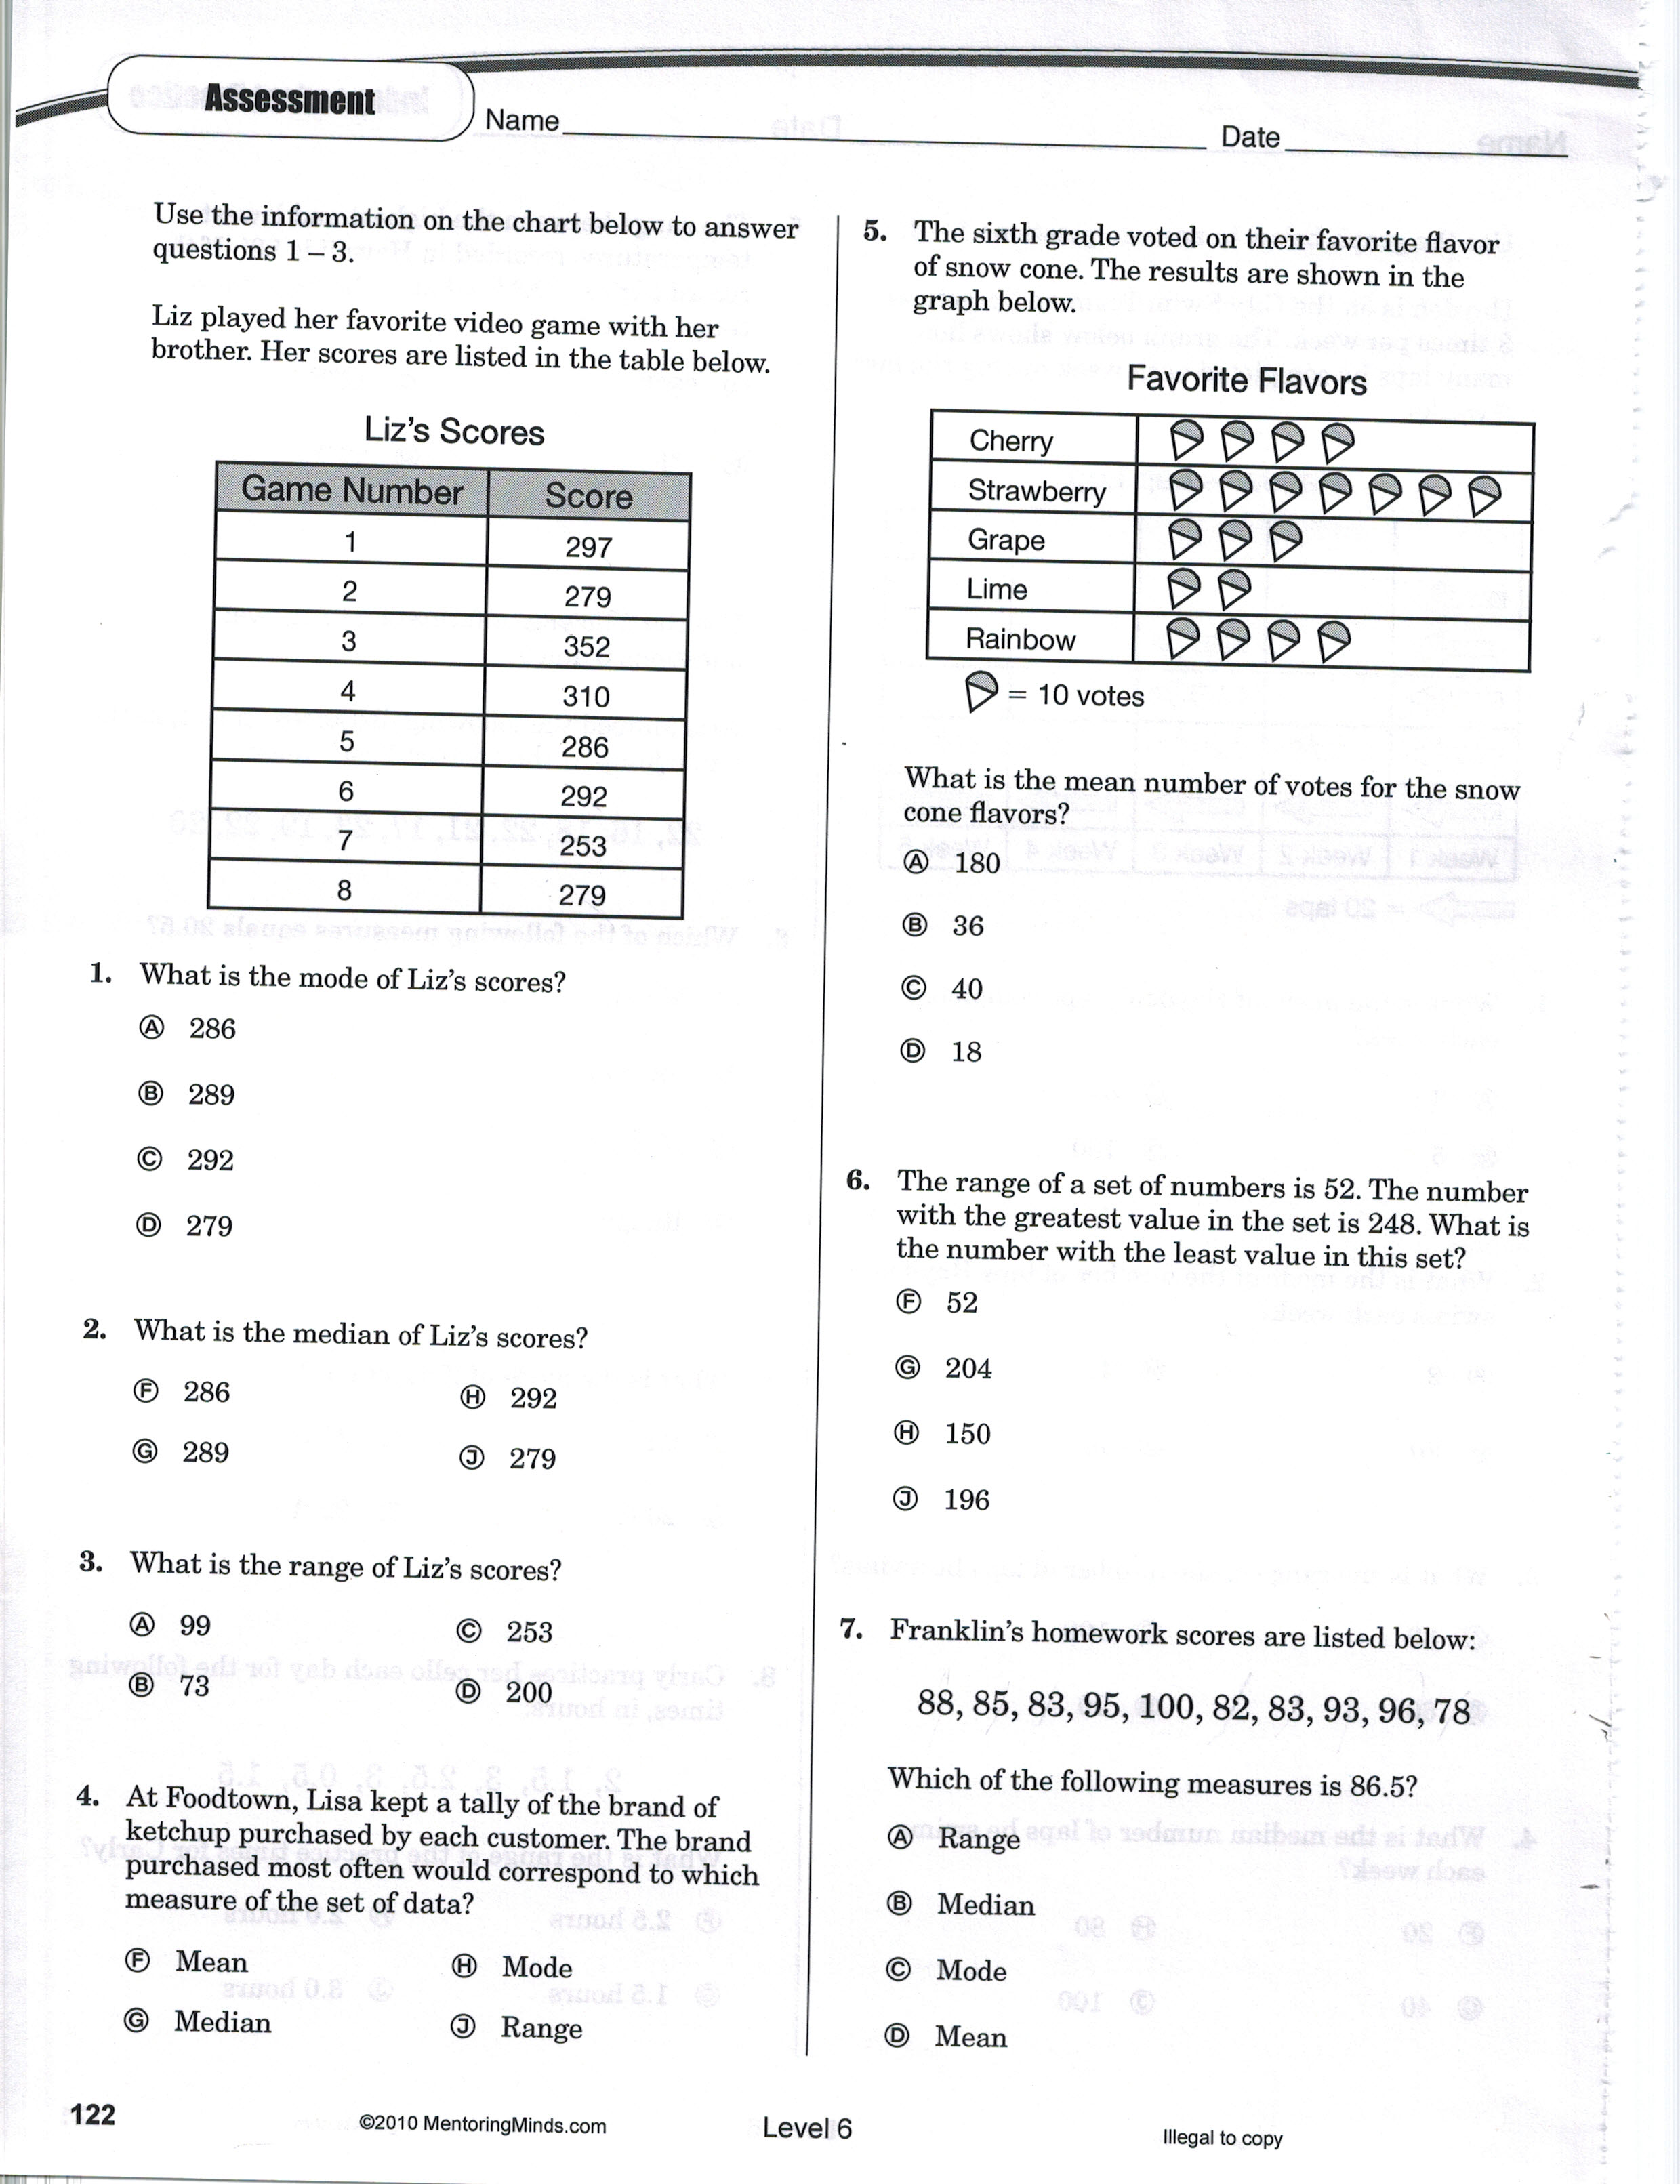 Assessment
Name
Date
Use the information on the chart below to answer
questions 1 – 3.
Liz played her favorite video game with her
brother. Her scores are listed in the table below.
Liz's Scores
Game Number Score
1 297
2 279
3 352
4 310
5 286
6 292
7 253
8 279
1. What is the mode of Liz's scores?
Ⓐ 286
Ⓑ 289
Ⓒ 292
Ⓓ 279
2. What is the median of Liz's scores?
Ⓕ 286 Ⓗ 292
Ⓖ 289 Ⓙ 279
3. What is the range of Liz's scores?
Ⓐ 99 Ⓒ 253
Ⓑ 73 Ⓓ 200
4. At Foodtown, Lisa kept a tally of the brand of
ketchup purchased by each customer. The brand
purchased most often would correspond to which
measure of the set of data?
Ⓕ Mean Ⓗ Mode
Ⓖ Median Ⓙ Range
5. The sixth grade voted on their favorite flavor
of snow cone. The results are shown in the
graph below.
Favorite Flavors
Cherry
Strawberry
Grape
Lime
Rainbow
= 10 votes
What is the mean number of votes for the snow
cone flavors?
Ⓐ 180
Ⓑ 36
Ⓒ 40
Ⓓ 18
6. The range of a set of numbers is 52. The number
with the greatest value in the set is 248. What is
the number with the least value in this set?
Ⓕ 52
Ⓖ 204
Ⓗ 150
Ⓙ 196
7. Franklin's homework scores are listed below:
88, 85, 83, 95, 100, 82, 83, 93, 96, 78
Which of the following measures is 86.5?
Ⓐ Range
Ⓑ Median
Ⓒ Mode
Ⓓ Mean
122
©2010 MentoringMinds.com
Level 6
Illegal to copy